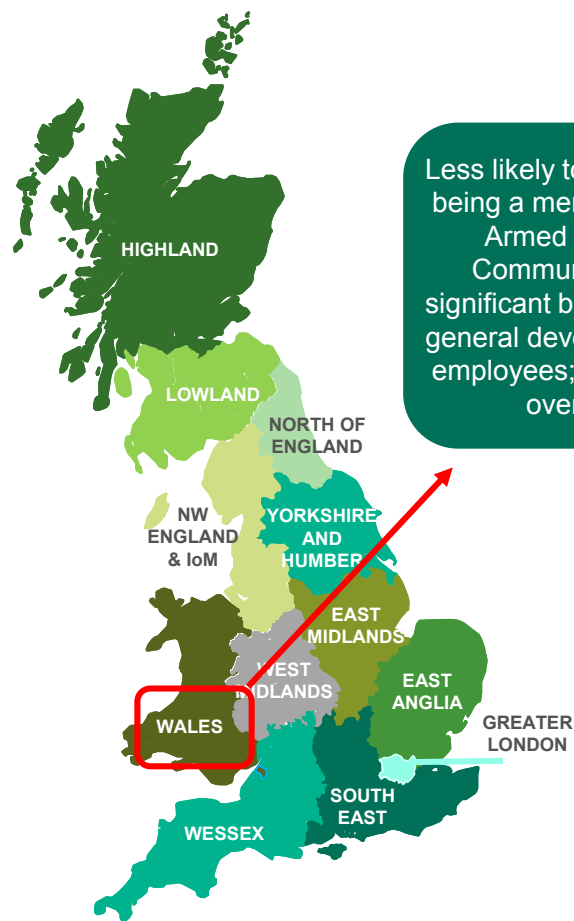 HIGHLAND
Less likely to
being a mer
Armed
Commun
significant b
general deve
employees;
over
LOWLAND
NORTH OF
ENGLAND
NW
ENGLAND
& IoM
YORKSHIRE
AND
HUMBER
EAST
MIDLANDS
WEST
MIDLANDS
EAST
ANGLIA
WALES
GREATER
LONDON
SOUTH
EAST
WESSEX